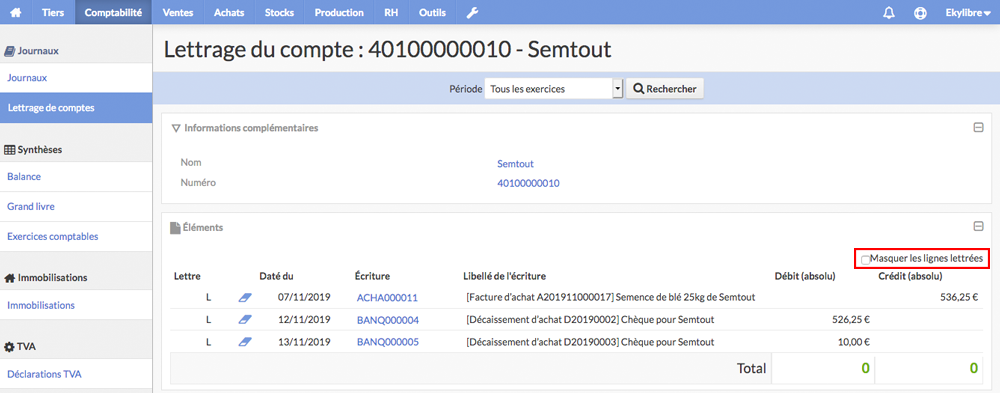 Tiers Comptabilité Ventes Achats Stocks Production RH Outils Ekylibre
Journaux
Journaux
Lettrage de comptes
Synthèses
Balance
Grand livre
Exercices comptables
Immobilisations
Immobilisations
TVA
Déclarations TVA
Lettrage du compte : 40100000010 - Semtout
Période Tous les exercices Rechercher
Informations complémentaires
Nom Semtout
Numéro 40100000010
Éléments
Masquer les lignes lettrées
Lettre Daté du Écriture Libellé de l'écriture Débit (absolu) Crédit (absolu)
L 07/11/2019 ACHA000011 [Facture d'achat A201911000017] Semence de blé 25kg de Semtout 536,25 €
L 12/11/2019 BANQ000004 [Décaissement d'achat D20190002] Chèque pour Semtout 526,25 €
L 13/11/2019 BANQ000005 [Décaissement d'achat D20190003] Chèque pour Semtout 10,00 €
Total 0 0